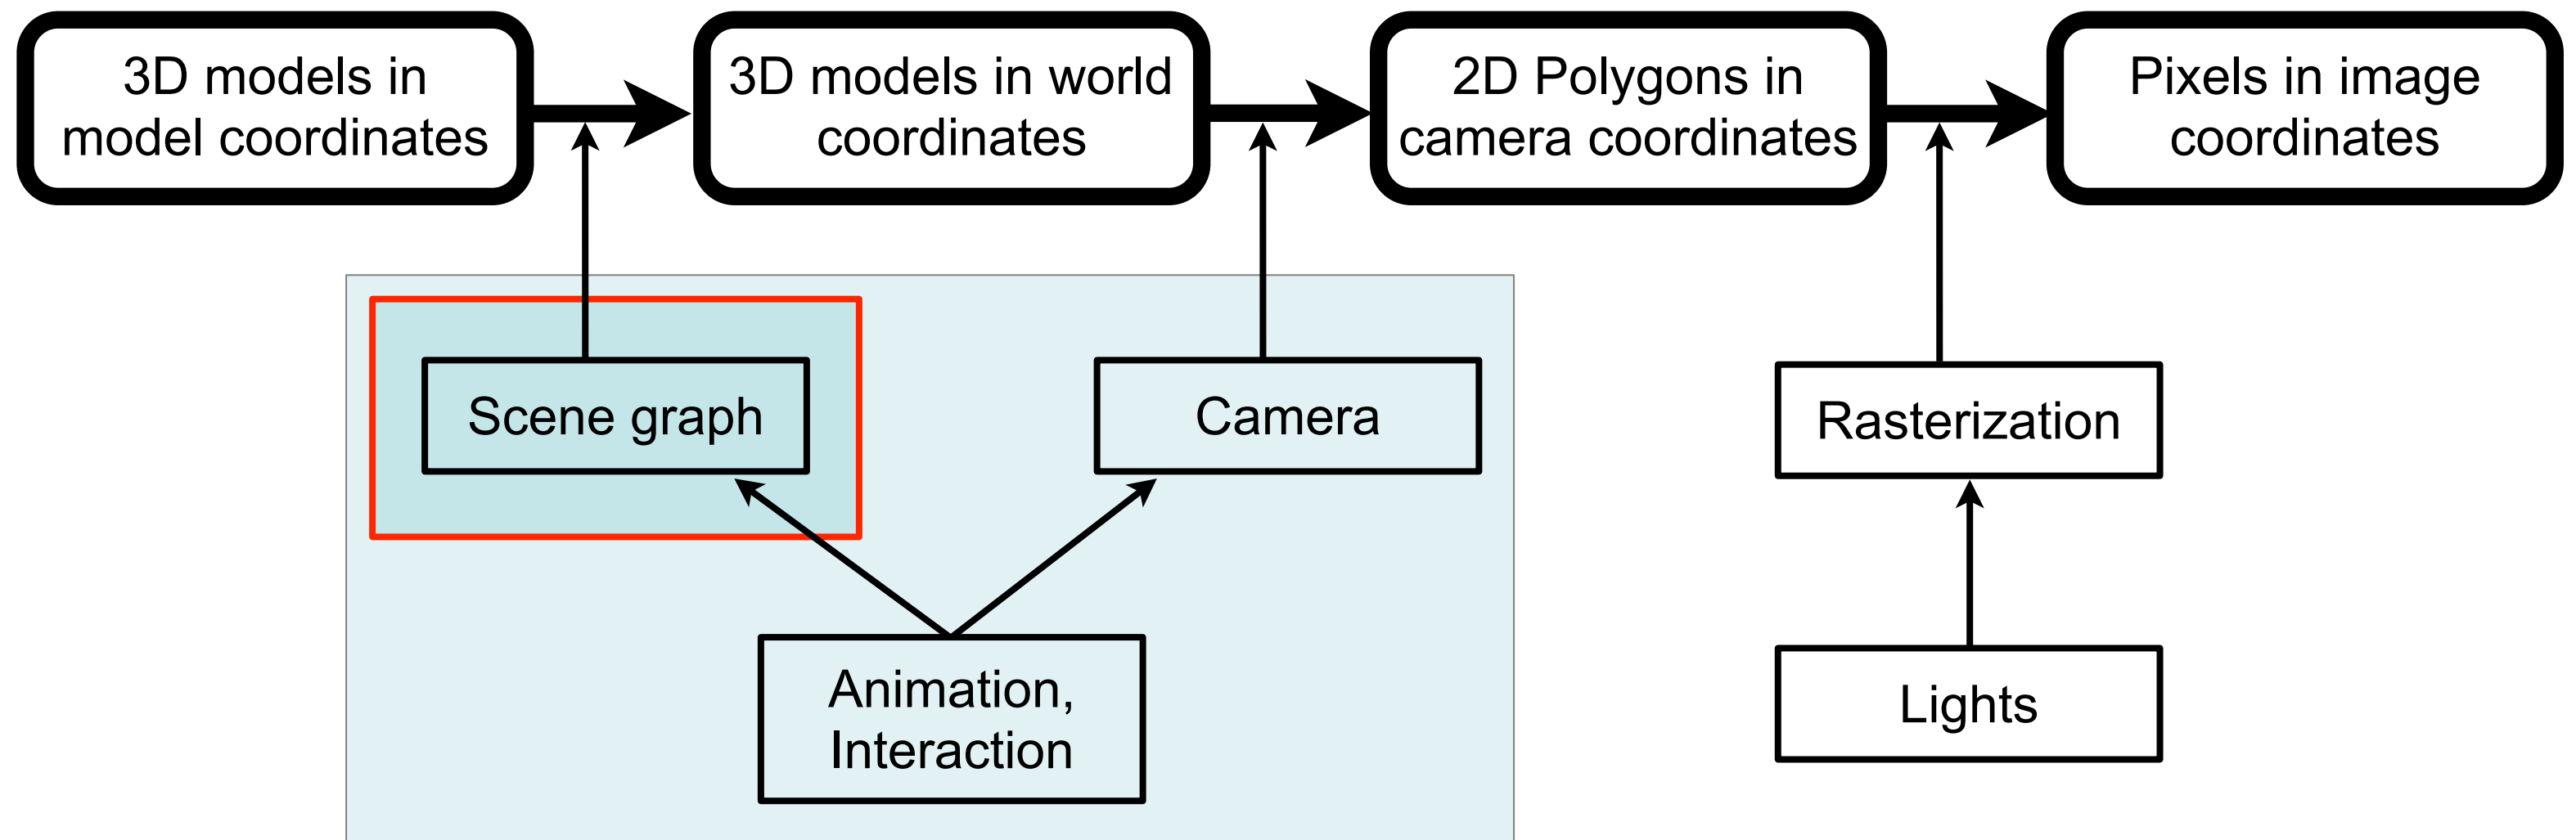 3D models in
model coordinates
3D models in world
coordinates
2D Polygons in
camera coordinates
Pixels in image
coordinates
Scene graph
Camera
Rasterization
Animation,
Interaction
Lights